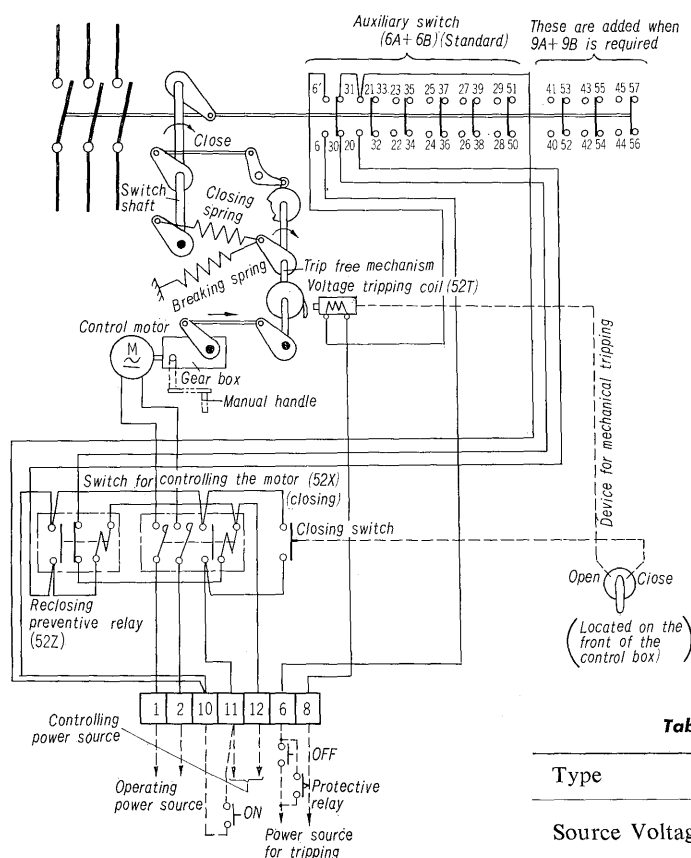 Auxiliary switch
(6A+6B)(Standard)
These are added when
9A+9B is required
6' 31 21 33 23 35 25 37 27 39 29 51 41 53 43 55 45 57
6 30 20 32 22 34 24 36 26 38 28 50 40 52 42 54 44 56
Close
Switch
shaft
Closing
spring
Breaking spring
Trip free mechanism
Voltage tripping coil (52T)
Control motor
M
Gear box
Manual handle
Device for mechanical tripping
Switch for controlling the motor (52X)
(closing)
Closing switch
Reclosing
preventive relay
(52Z)
Open Close
(Located on the
front of the
control box)
1 2 10 11 12 6 8
Controlling
power source
Operating
power source
ON
OFF
Protective
relay
Power source
for tripping
Tab
Type
Source Voltag